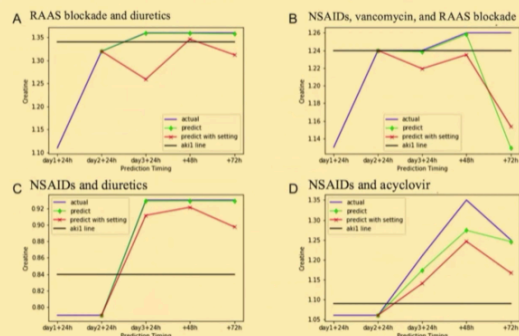 A RAAS blockade and diuretics
1.35
1.30
1.25
1.20
1.15
1.10
Creatine
actual
predict
predict with setting
aki1 line
day1+24h day2+24h day3+24h +48h +72h
Prediction Timing
B NSAIDs, vancomycin, and RAAS blockade
1.26
1.24
1.22
1.20
1.18
1.16
1.14
Creatine
actual
predict
predict with setting
aki1 line
day1+24h day2+24h day3+24h +48h +72h
Prediction Timing
C NSAIDs and diuretics
0.92
0.90
0.88
0.86
0.84
0.82
0.80
Creatine
actual
predict
predict with setting
aki1 line
day1+24h day2+24h day3+24h +48h +72h
Prediction Timing
D NSAIDs and acyclovir
1.35
1.30
1.25
1.20
1.15
1.10
1.05
Creatine
actual
predict
predict with setting
aki1 line
day1+24h day2+24h day3+24h +48h +72h
Prediction Timing